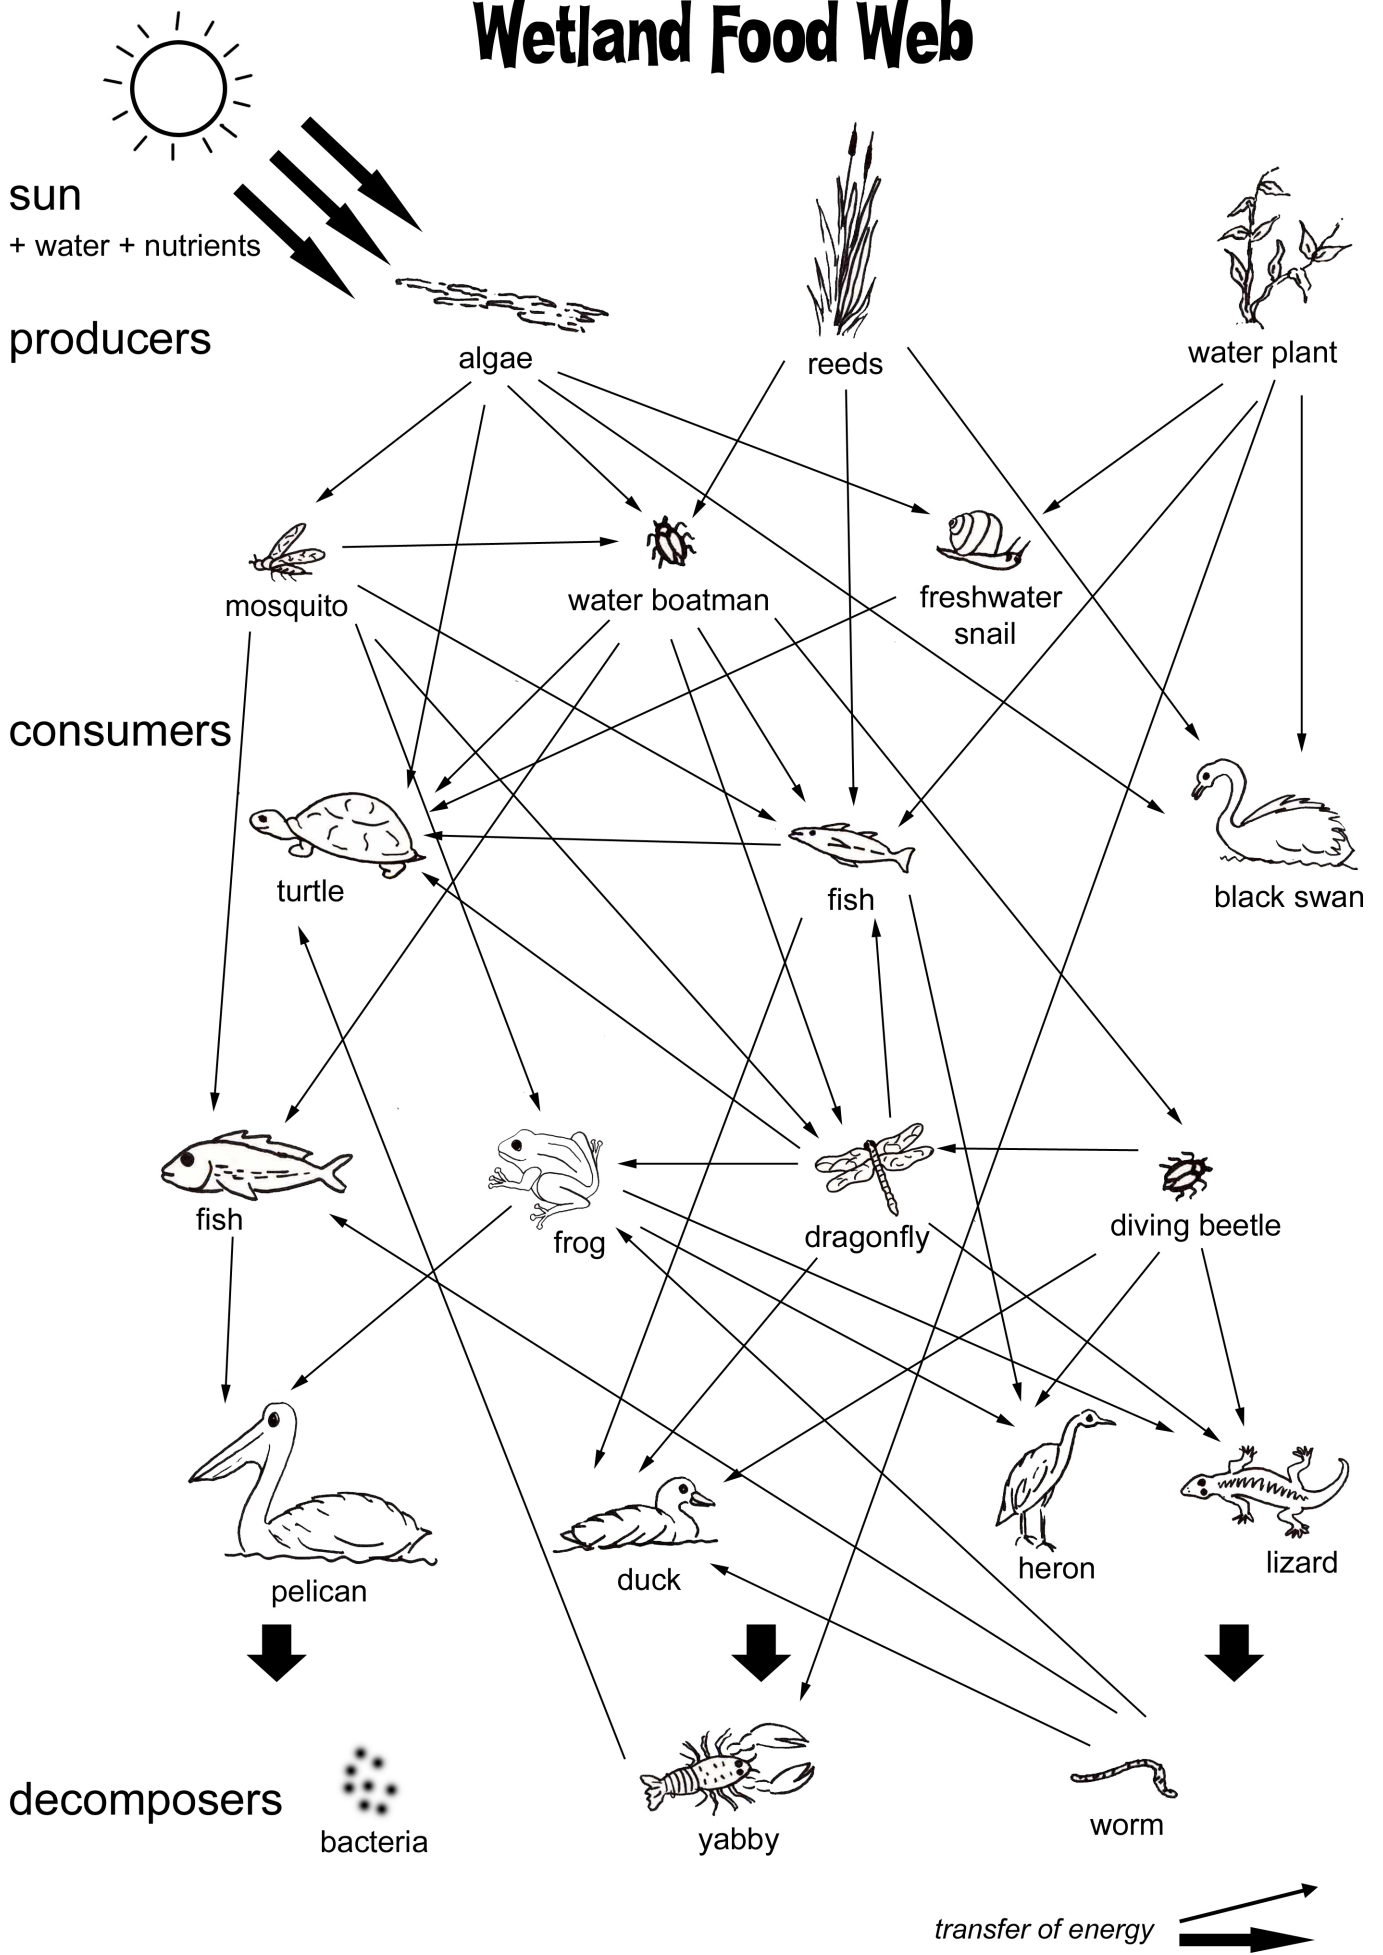 Wetland Food Web
sun
+ water + nutrients
producers
algae
reeds
water plant
mosquito
water boatman
freshwater
snail
consumers
turtle
fish
black swan
fish
frog
dragonfly
diving beetle
pelican
duck
heron
lizard
decomposers
bacteria
yabby
worm
transfer of energy